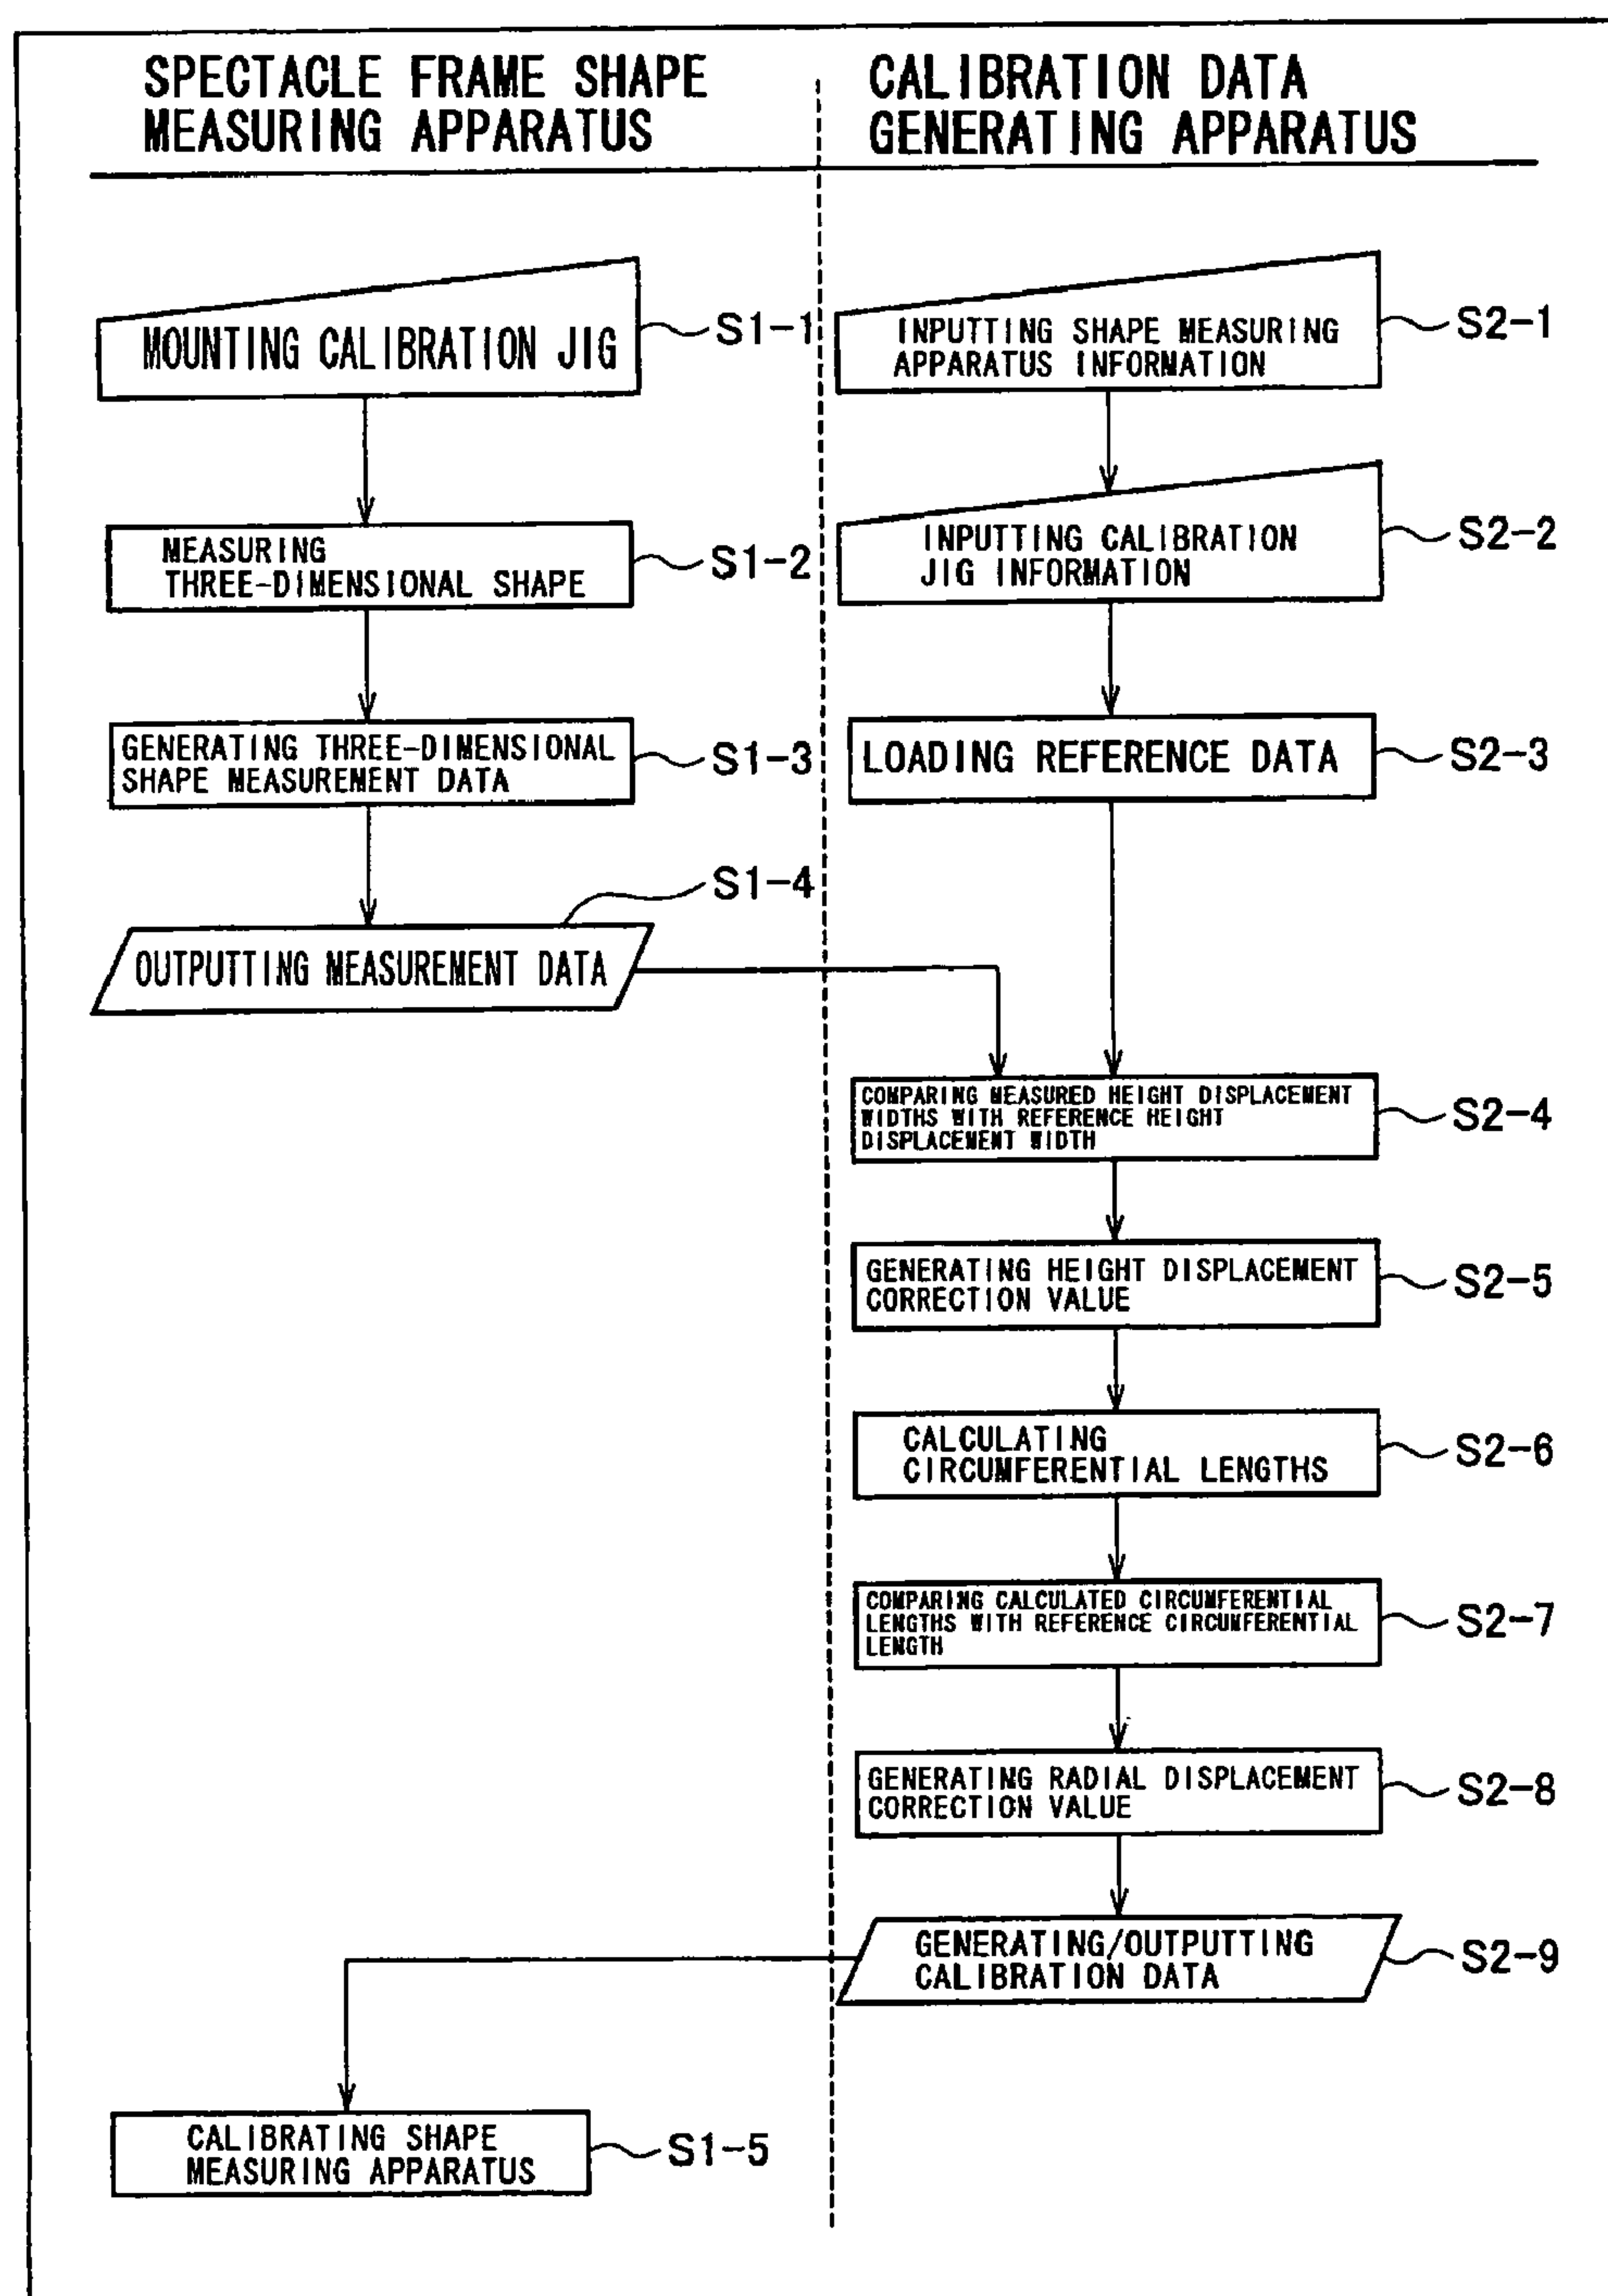 SPECTACLE FRAME SHAPE
MEASURING APPARATUS
CALIBRATION DATA
GENERATING APPARATUS
MOUNTING CALIBRATION JIG
S1-1
INPUTTING SHAPE MEASURING
APPARATUS INFORMATION
S2-1
MEASURING
THREE-DIMENSIONAL SHAPE
S1-2
INPUTTING CALIBRATION
JIG INFORMATION
S2-2
GENERATING THREE-DIMENSIONAL
SHAPE MEASUREMENT DATA
S1-3
LOADING REFERENCE DATA
S2-3
S1-4
OUTPUTTING MEASUREMENT DATA
COMPARING MEASURED HEIGHT DISPLACEMENT
WIDTHS WITH REFERENCE HEIGHT
DISPLACEMENT WIDTH
S2-4
GENERATING HEIGHT DISPLACEMENT
CORRECTION VALUE
S2-5
CALCULATING
CIRCUMFERENTIAL LENGTHS
S2-6
COMPARING CALCULATED CIRCUMFERENTIAL
LENGTHS WITH REFERENCE CIRCUMFERENTIAL
LENGTH
S2-7
GENERATING RADIAL DISPLACEMENT
CORRECTION VALUE
S2-8
GENERATING/OUTPUTTING
CALIBRATION DATA
S2-9
CALIBRATING SHAPE
MEASURING APPARATUS
S1-5